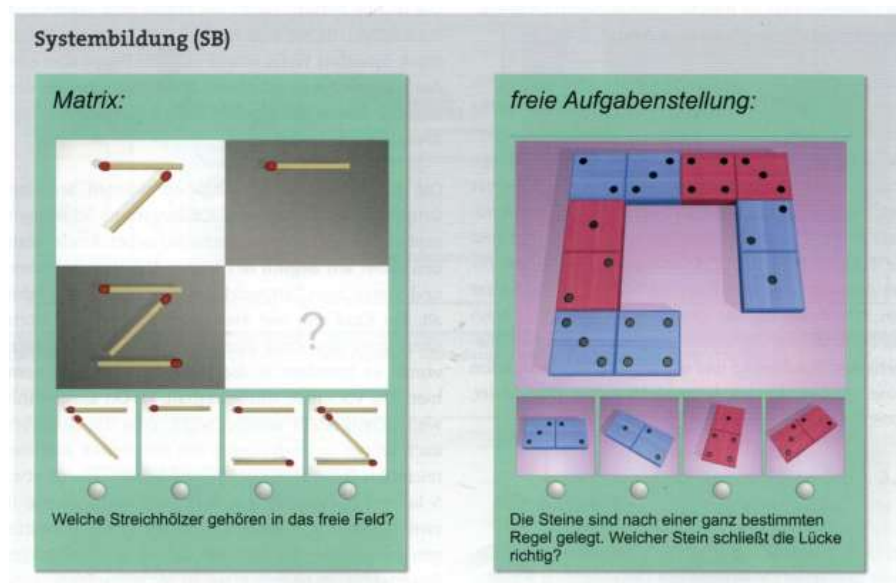 Systembildung (SB)
Matrix:
?
Welche Streichhölzer gehören in das freie Feld?
freie Aufgabenstellung:
Die Steine sind nach einer ganz bestimmten
Regel gelegt. Welcher Stein schließt die Lücke
richtig?